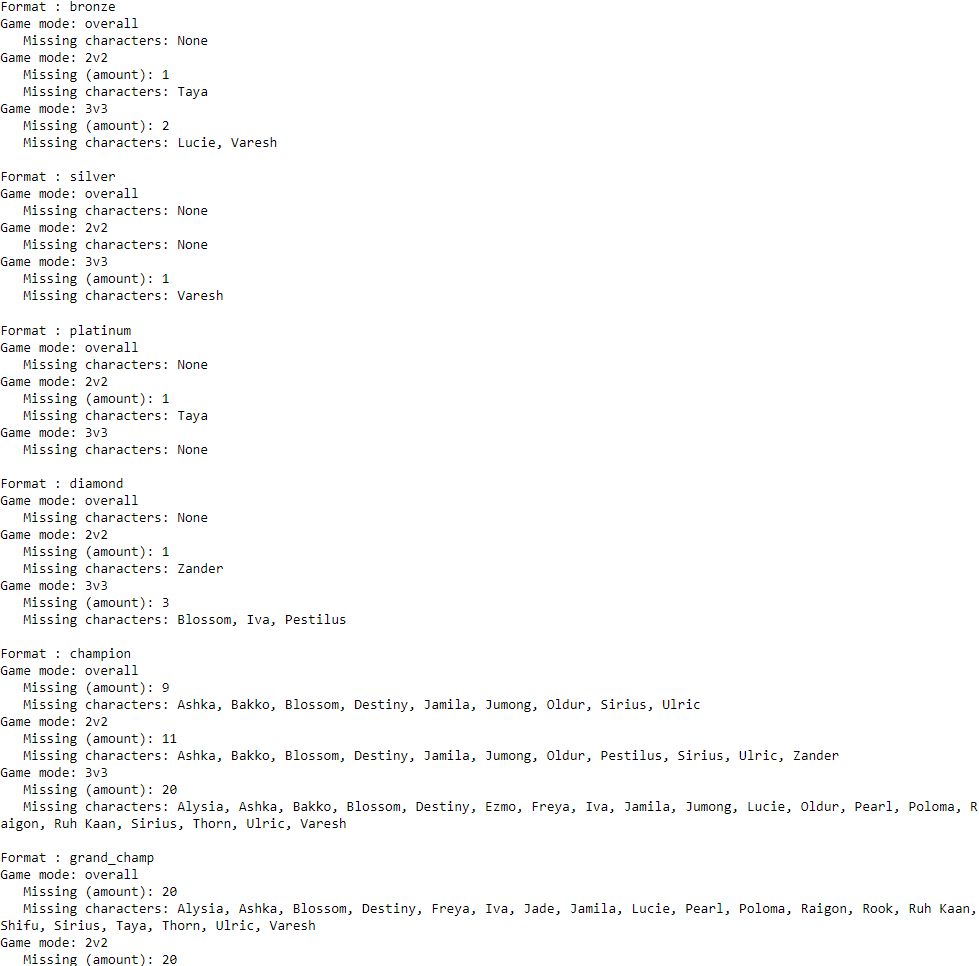 Format : bronze
Game mode: overall
   Missing characters: None
Game mode: 2v2
   Missing (amount): 1
   Missing characters: Taya
Game mode: 3v3
   Missing (amount): 2
   Missing characters: Lucie, Varesh

Format : silver
Game mode: overall
   Missing characters: None
Game mode: 2v2
   Missing characters: None
Game mode: 3v3
   Missing (amount): 1
   Missing characters: Varesh

Format : platinum
Game mode: overall
   Missing characters: None
Game mode: 2v2
   Missing (amount): 1
   Missing characters: Taya
Game mode: 3v3
   Missing characters: None

Format : diamond
Game mode: overall
   Missing characters: None
Game mode: 2v2
   Missing (amount): 1
   Missing characters: Zander
Game mode: 3v3
   Missing (amount): 3
   Missing characters: Blossom, Iva, Pestilus

Format : champion
Game mode: overall
   Missing (amount): 9
   Missing characters: Ashka, Bakko, Blossom, Destiny, Jamila, Jumong, Oldur, Sirius, Ulric
Game mode: 2v2
   Missing (amount): 11
   Missing characters: Ashka, Bakko, Blossom, Destiny, Jamila, Jumong, Oldur, Pestilus, Sirius, Ulric, Zander
Game mode: 3v3
   Missing (amount): 20
   Missing characters: Alysia, Ashka, Bakko, Blossom, Destiny, Ezmo, Freya, Iva, Jamila, Jumong, Lucie, Oldur, Pearl, Poloma, R
aigon, Ruh Kaan, Sirius, Thorn, Ulric, Varesh

Format : grand_champ
Game mode: overall
   Missing (amount): 20
   Missing characters: Alysia, Ashka, Blossom, Destiny, Freya, Iva, Jade, Jamila, Lucie, Pearl, Poloma, Raigon, Rook, Ruh Kaan,
Shifu, Sirius, Taya, Thorn, Ulric, Varesh
Game mode: 2v2
   Missing (amount): 20